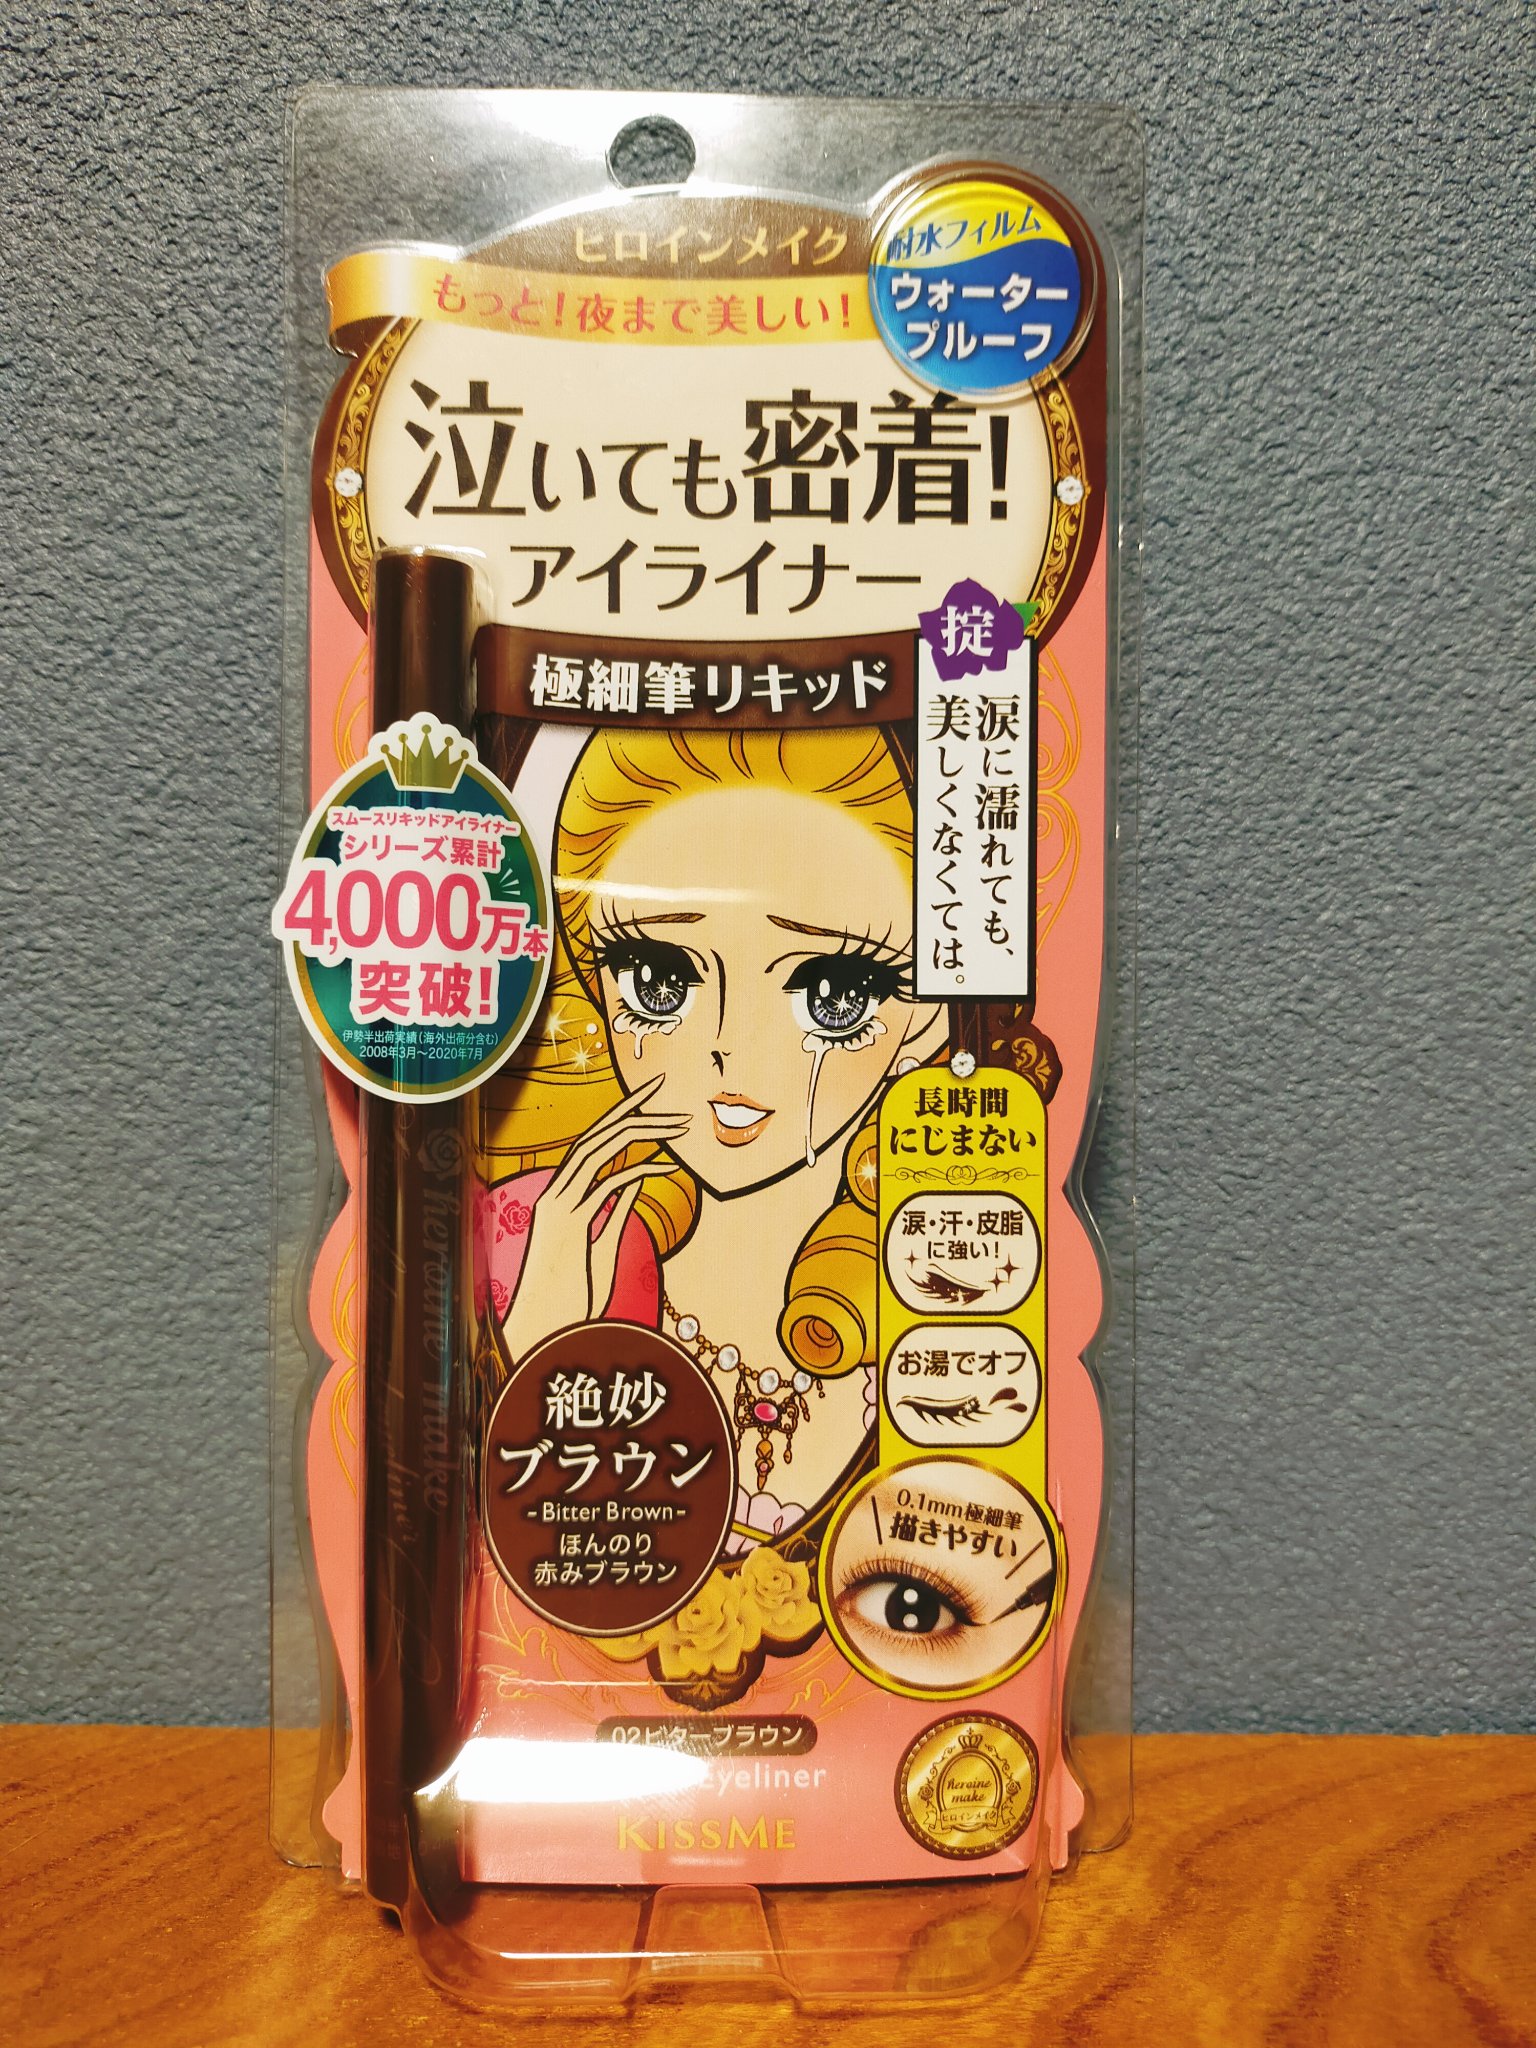 ヒロインメイク
もっと!夜まで美しい!
耐水フィルム
ウォーター
プルーフ
泣いても密着!
アイライナー
極細筆リキッド
掟
涙に濡れても、
美しくなくては。
スムースリキッドアイライナー
シリーズ累計
4,000万本
突破!
伊勢半出荷実績(海外出荷分含む)
2008年3月～2020年7月
長時間
にじまない
涙・汗・皮脂
に強い!
お湯でオフ
0.1mm極細筆
描きやすい
heroine make
絶妙
ブラウン
-Bitter Brown-
ほんのり
赤みブラウン
02ビターブラウン
Eyeliner
KISSME
heroine
make
ヒロインメイク